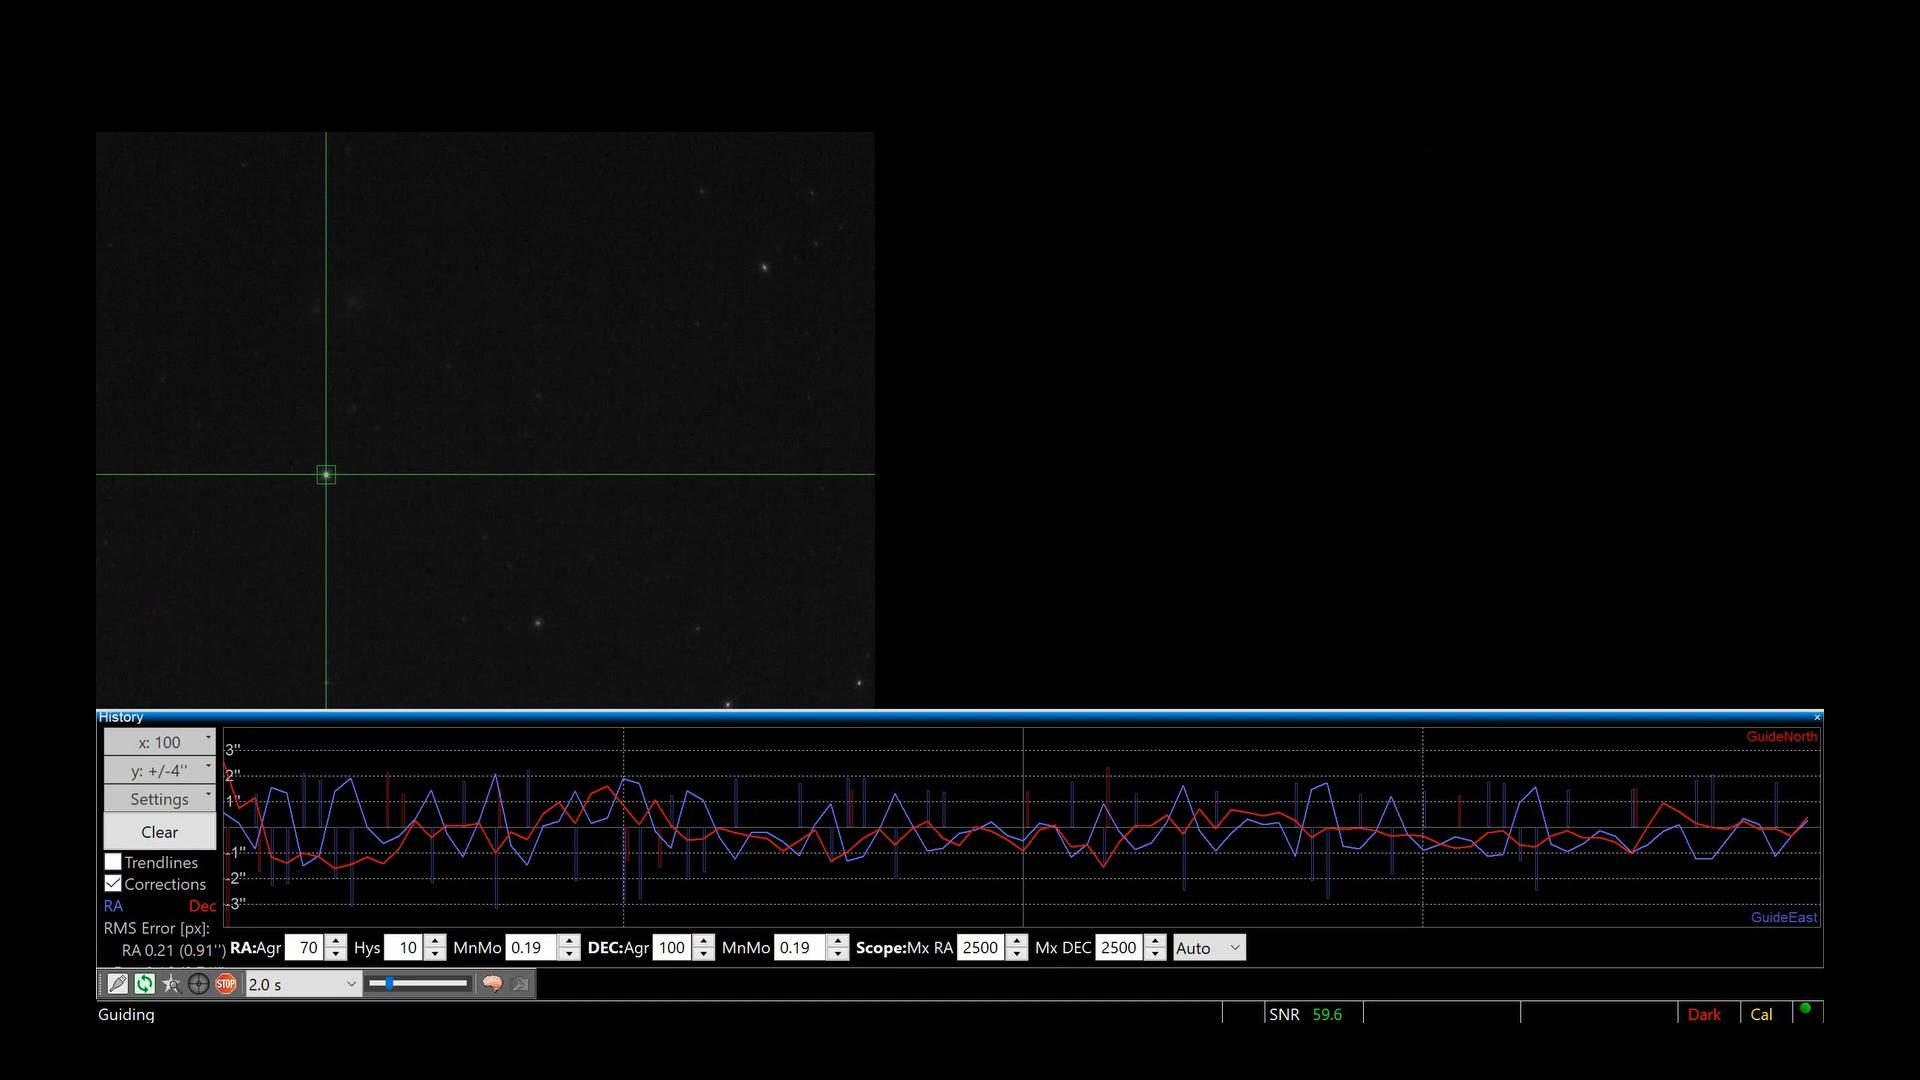 History
x: 100
y: +/-4''
Settings
Clear
Trendlines
Corrections
RA Dec
RMS Error [px]:
RA 0.21 (0.91'')
3''
2''
1''
-1''
-2''
-3''
GuideNorth
GuideEast
RA:Agr 70 Hys 10 MnMo 0.19 DEC:Agr 100 MnMo 0.19 Scope:Mx RA 2500 Mx DEC 2500 Auto
STOP 2.0 s
Guiding SNR 59.6 Dark Cal